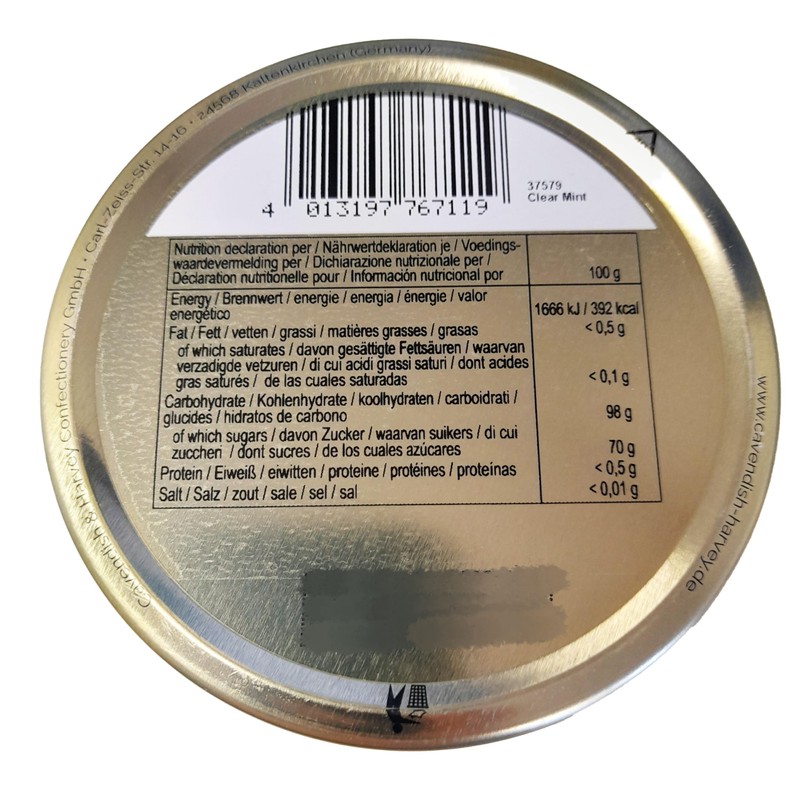 Cavendish & Harvey Confectionery GmbH · Carl-Zeiss-Str. 14-16 · 24568 Kaltenkirchen (Germany)
4 013197 767119
37579
Clear Mint
Nutrition declaration per / Nährwertdeklaration je / Voedings-
waardevermelding per / Dichiarazione nutrizionale per /
Déclaration nutritionelle pour / Información nutricional por 100 g
Energy / Brennwert / energie / energia / énergie / valor
energético 1666 kJ / 392 kcal
Fat / Fett / vetten / grassi / matières grasses / grasas < 0,5 g
of which saturates / davon gesättigte Fettsäuren / waarvan
verzadigde vetzuren / di cui acidi grassi saturi / dont acides
gras saturés / de las cuales saturadas < 0,1 g
Carbohydrate / Kohlenhydrate / koolhydraten / carboidrati /
glucides / hidratos de carbono 98 g
of which sugars / davon Zucker / waarvan suikers / di cui
zuccheri / dont sucres / de los cuales azúcares 70 g
Protein / Eiweiß / eiwitten / proteine / protéines / proteinas < 0,5 g
Salt / Salz / zout / sale / sel / sal < 0,01 g
www.cavendish-harvey.de